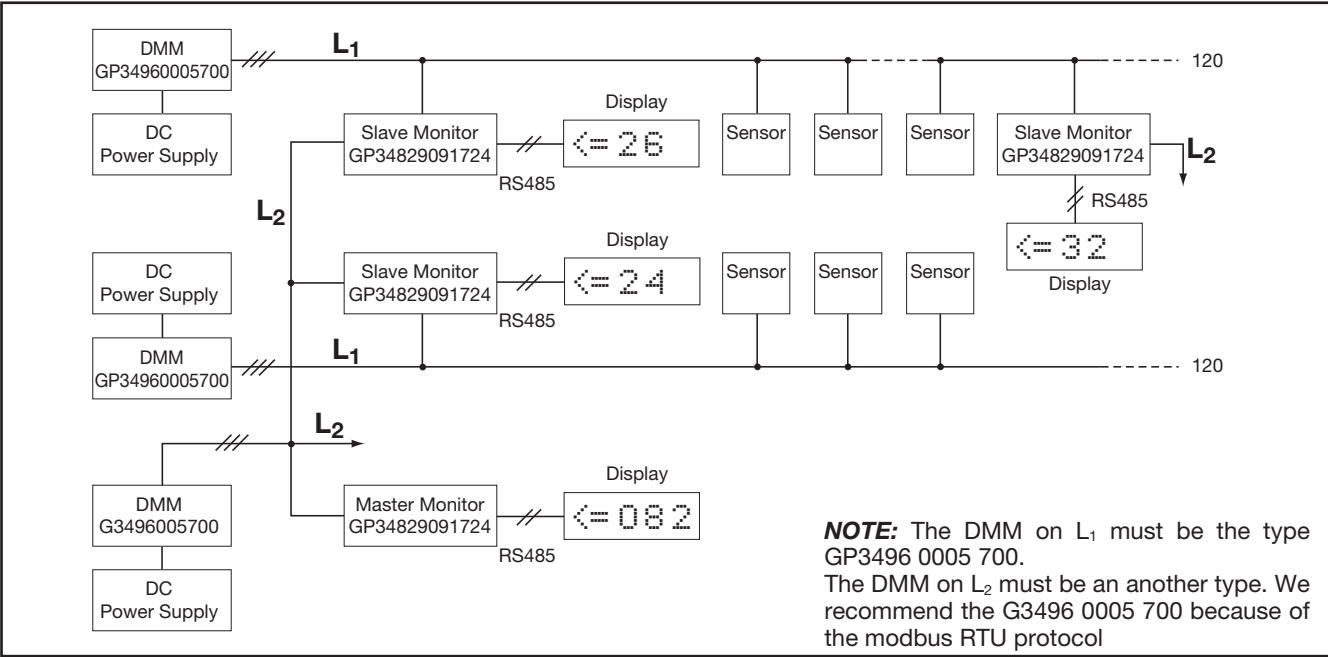 DMM
GP34960005700
L1
120
DC
Power Supply
Slave Monitor
GP34829091724
RS485
Display
<=26
Sensor
Sensor
Sensor
Slave Monitor
GP34829091724
L2
RS485
<=32
Display
L2
DC
Power Supply
DMM
GP34960005700
Slave Monitor
GP34829091724
RS485
Display
<=24
Sensor
Sensor
Sensor
L1
120
L2
DMM
G3496005700
DC
Power Supply
Master Monitor
GP34829091724
RS485
Display
<=082
NOTE: The DMM on L1 must be the type
GP3496 0005 700.
The DMM on L2 must be an another type. We
recommend the G3496 0005 700 because of
the modbus RTU protocol